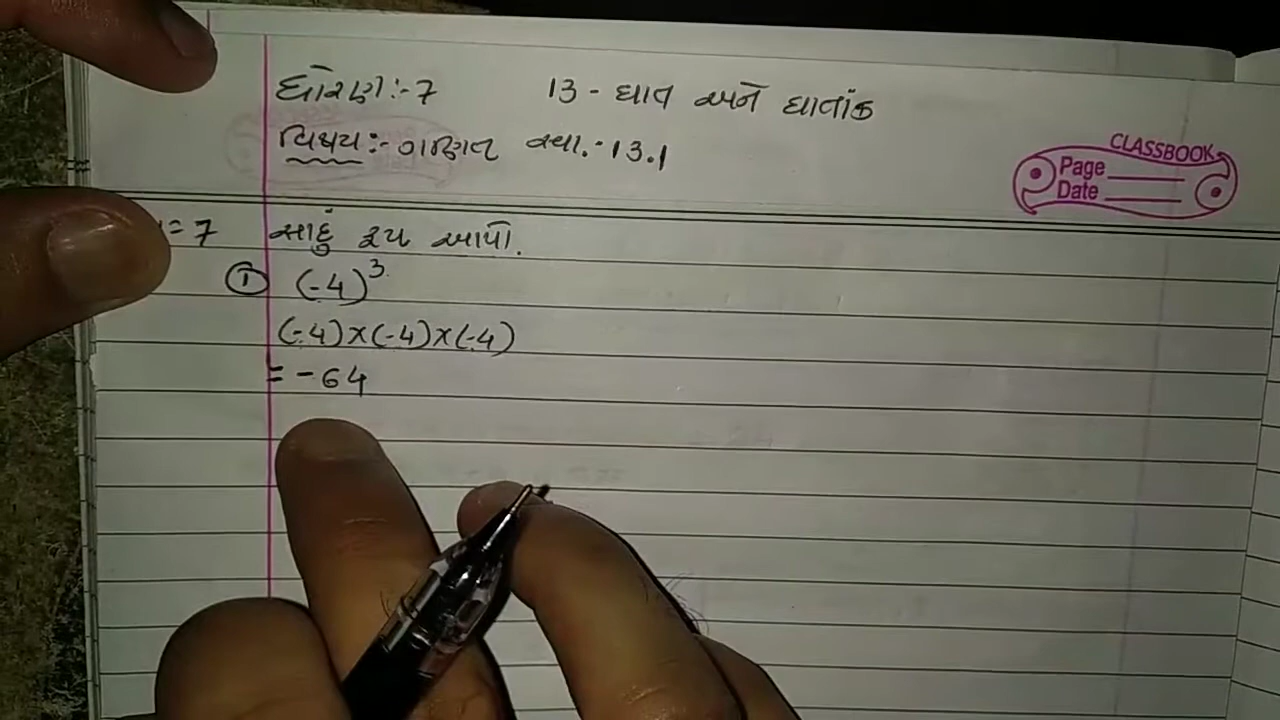 ધોરણ:- 7 13 - ઘાત અને ઘાતાંક
વિષય:- ગણિત સ્વા.- 13.1
CLASSBOOK
Page
Date
= 7 સાદું રૂપ આપો.
① (-4)³
(-4)×(-4)×(-4)
= -64